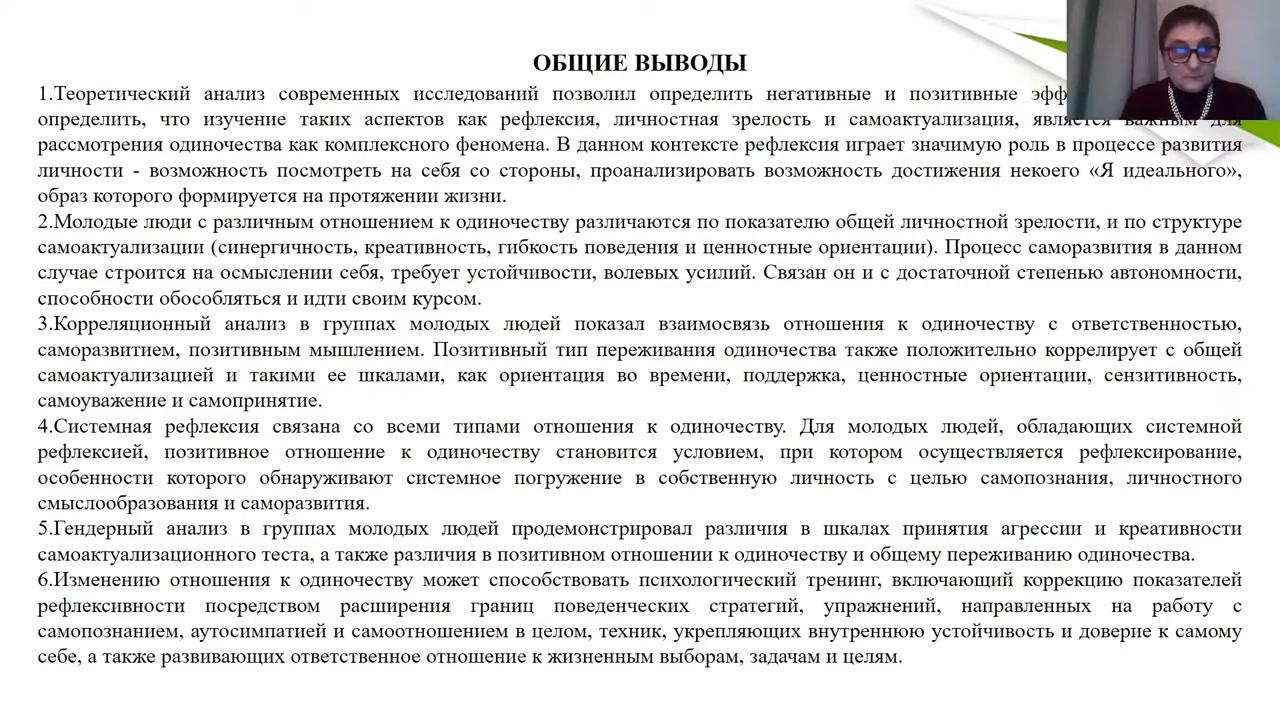 ОБЩИЕ ВЫВОДЫ
1.Теоретический анализ современных исследований позволил определить негативные и позитивные
определить, что изучение таких аспектов как рефлексия, личностная зрелость и самоактуализация, является важным для
рассмотрения одиночества как комплексного феномена. В данном контексте рефлексия играет значимую роль в процессе развития
личности - возможность посмотреть на себя со стороны, проанализировать возможность достижения некоего «Я идеального»,
образ которого формируется на протяжении жизни.
2.Молодые люди с различным отношением к одиночеству различаются по показателю общей личностной зрелости, и по структуре
самоактуализации (синергичность, креативность, гибкость поведения и ценностные ориентации). Процесс саморазвития в данном
случае строится на осмыслении себя, требует устойчивости, волевых усилий. Связан он и с достаточной степенью автономности,
способности обособляться и идти своим курсом.
3.Корреляционный анализ в группах молодых людей показал взаимосвязь отношения к одиночеству с ответственностью,
саморазвитием, позитивным мышлением. Позитивный тип переживания одиночества также положительно коррелирует с общей
самоактуализацией и такими ее шкалами, как ориентация во времени, поддержка, ценностные ориентации, сензитивность,
самоуважение и самопринятие.
4.Системная рефлексия связана со всеми типами отношения к одиночеству. Для молодых людей, обладающих системной
рефлексией, позитивное отношение к одиночеству становится условием, при котором осуществляется рефлексирование,
особенности которого обнаруживают системное погружение в собственную личность с целью самопознания, личностного
смыслообразования и саморазвития.
5.Гендерный анализ в группах молодых людей продемонстрировал различия в шкалах принятия агрессии и креативности
самоактуализационного теста, а также различия в позитивном отношении к одиночеству и общему переживанию одиночества.
6.Изменению отношения к одиночеству может способствовать психологический тренинг, включающий коррекцию показателей
рефлексивности посредством расширения границ поведенческих стратегий, упражнений, направленных на работу с
самопознанием, аутосимпатией и самоотношением в целом, техник, укрепляющих внутреннюю устойчивость и доверие к самому
себе, а также развивающих ответственное отношение к жизненным выборам, задачам и целям.